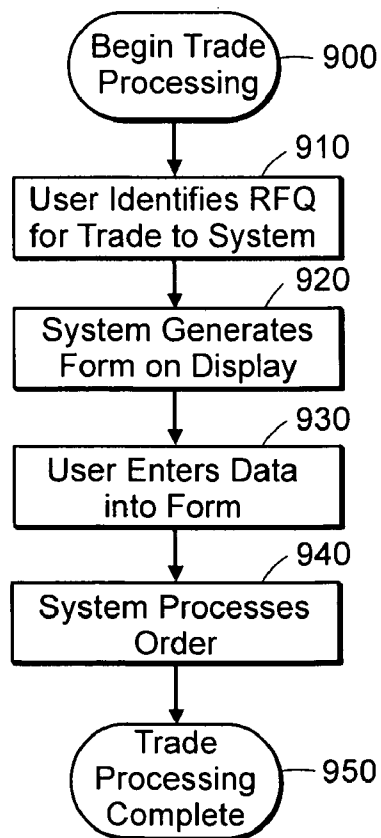 Begin Trade
Processing
900
910
User Identifies RFQ
for Trade to System
920
System Generates
Form on Display
930
User Enters Data
into Form
940
System Processes
Order
Trade
Processing
Complete
950